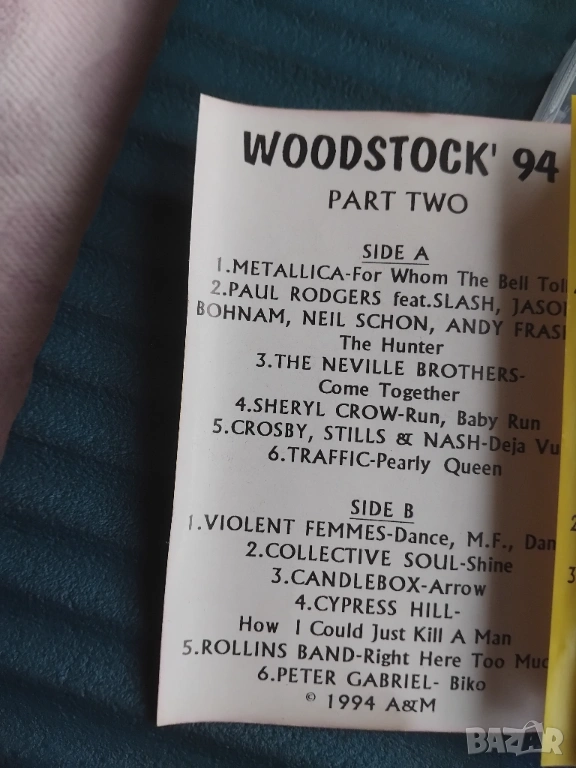 WOODSTOCK' 94
PART TWO
SIDE A
1.METALLICA-For Whom The Bell Toll
2.PAUL RODGERS feat.SLASH, JASON
BOHNAM, NEIL SCHON, ANDY FRAS
The Hunter
3.THE NEVILLE BROTHERS-
Come Together
4.SHERYL CROW-Run, Baby Run
5.CROSBY, STILLS & NASH-Deja Vu
6.TRAFFIC-Pearly Queen
SIDE B
1.VIOLENT FEMMES-Dance, M.F., Dan
2.COLLECTIVE SOUL-Shine
3.CANDLEBOX-Arrow
4.CYPRESS HILL-
How I Could Just Kill A Man
5.ROLLINS BAND-Right Here Too Muc
6.PETER GABRIEL- Biko
© 1994 A&M
BAZAR